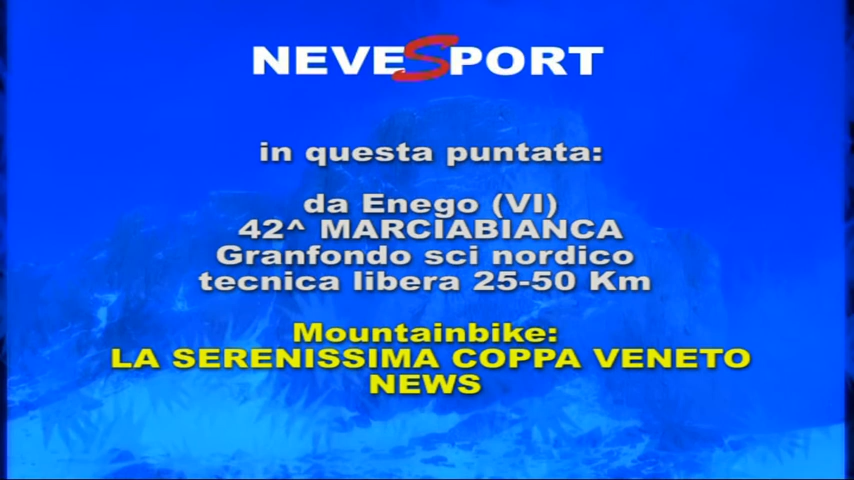 NEVESPORT
in questa puntata:
da Enego (VI)
42^ MARCIABIANCA
Granfondo sci nordico
tecnica libera 25-50 Km
Mountainbike:
LA SERENISSIMA COPPA VENETO
NEWS